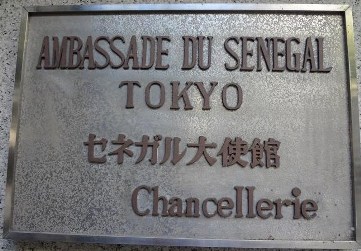 AMBASSADE DU SENEGAL
TOKYO
セネガル大使館
Chancellerie